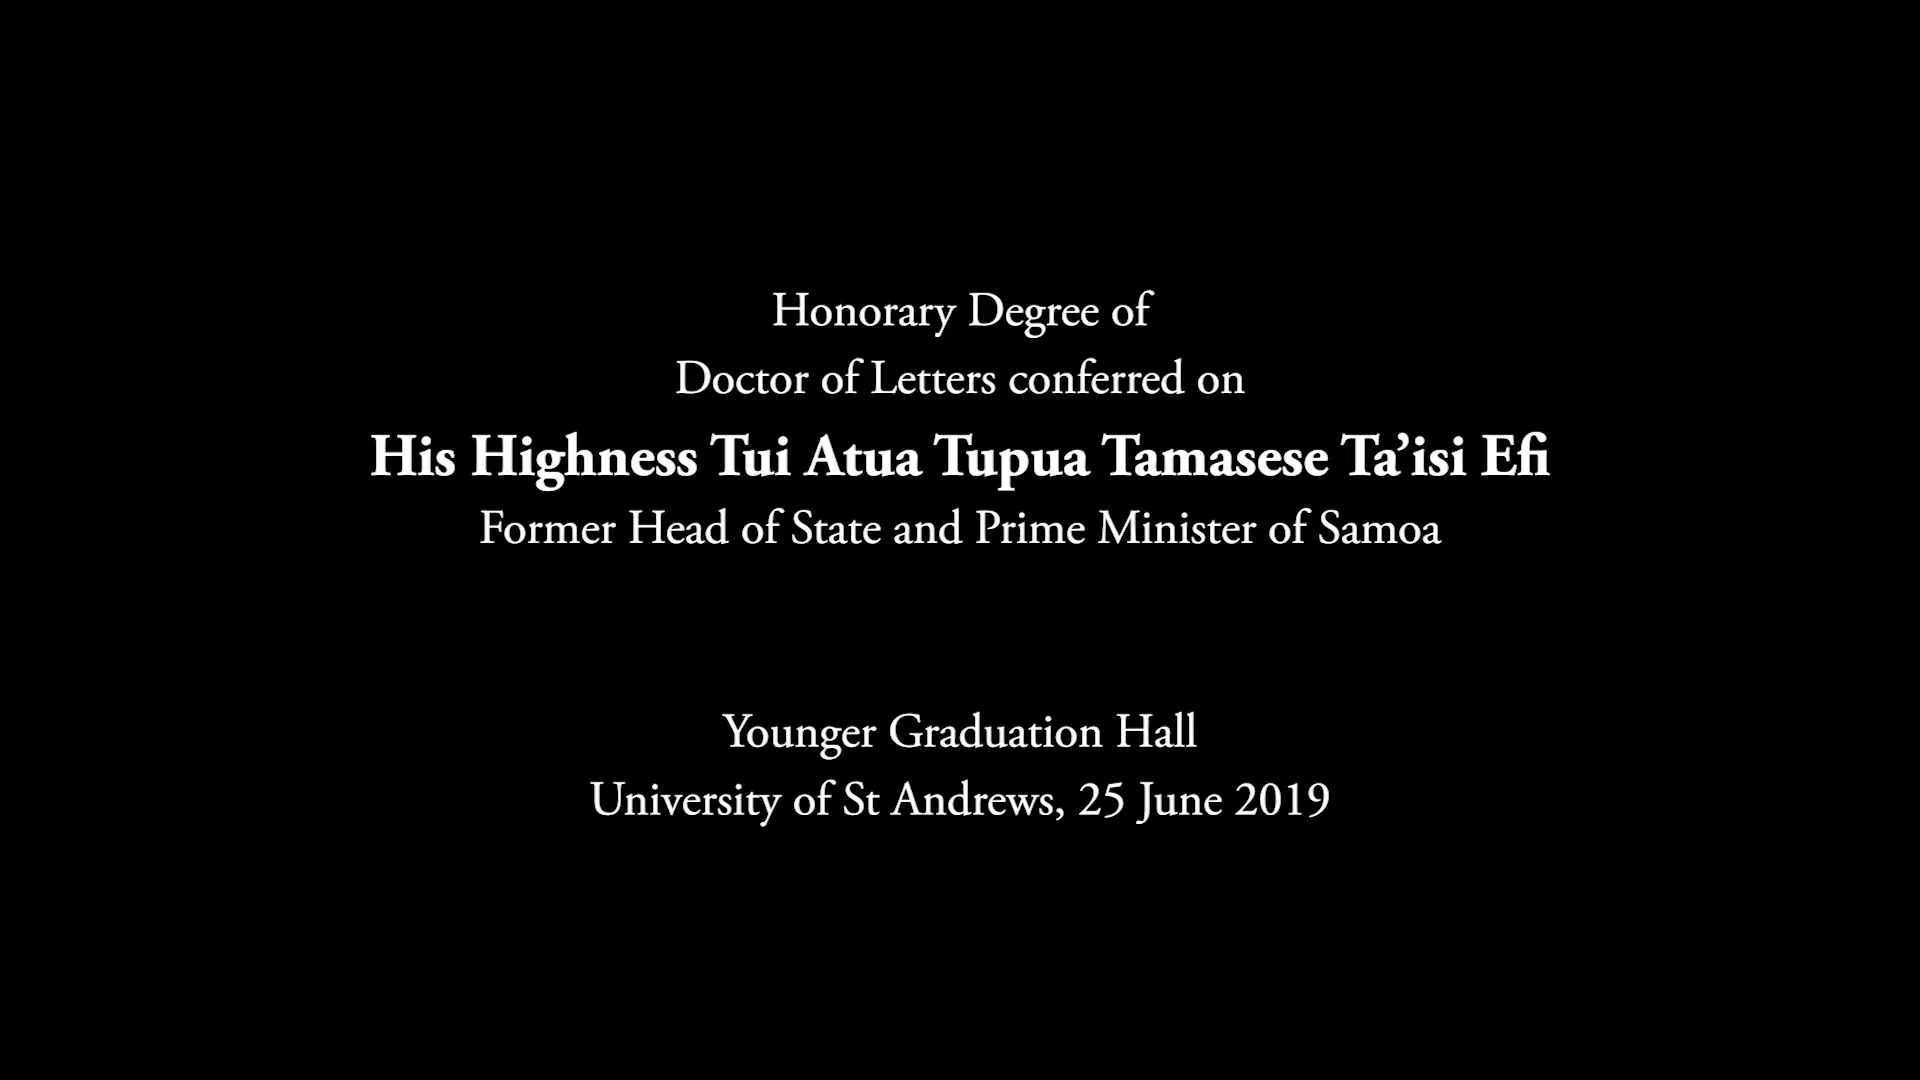 Honorary Degree of
Doctor of Letters conferred on
His Highness Tui Atua Tupua Tamasese Ta’isi Efi
Former Head of State and Prime Minister of Samoa
Younger Graduation Hall
University of St Andrews, 25 June 2019